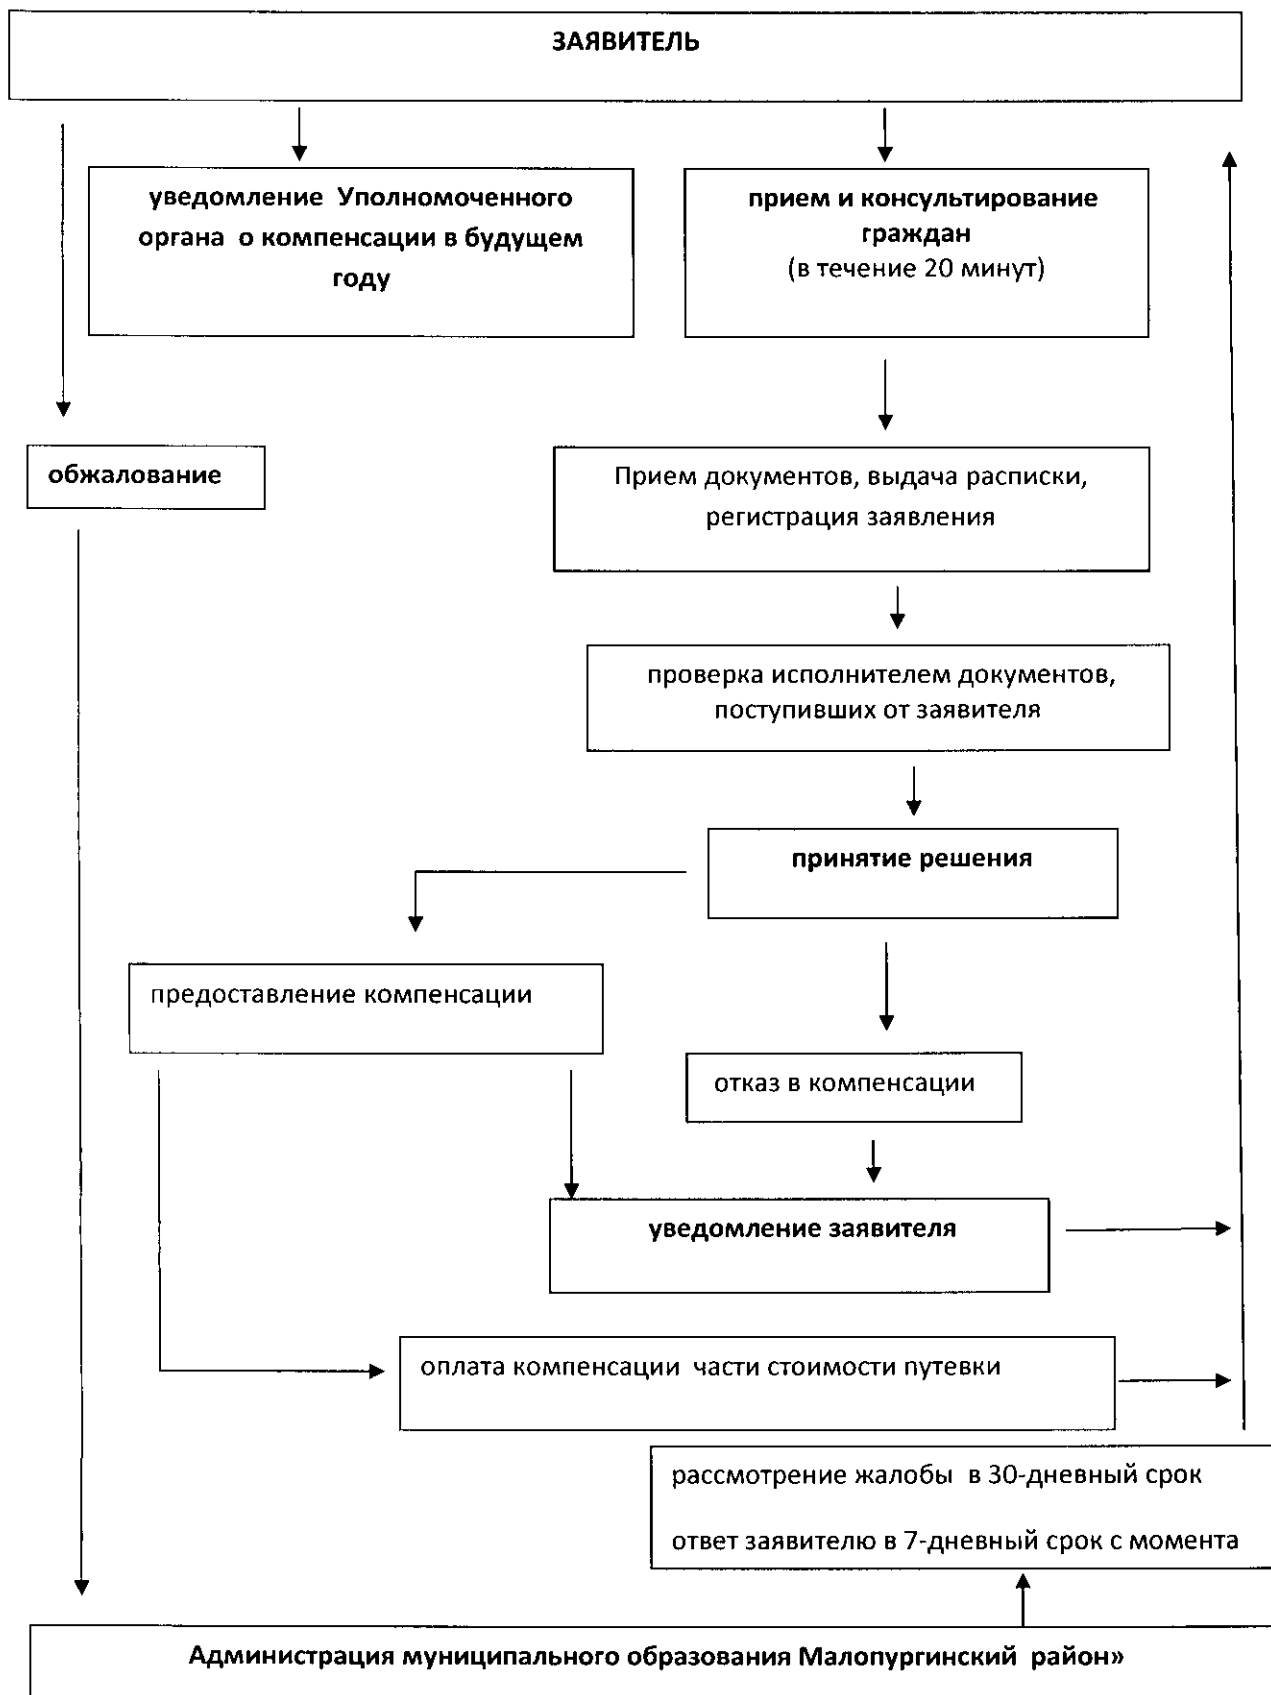 ЗАЯВИТЕЛЬ
уведомление Уполномоченного
органа о компенсации в будущем
году
прием и консультирование
граждан
(в течение 20 минут)
обжалование
Прием документов, выдача расписки,
регистрация заявления
проверка исполнителем документов,
поступивших от заявителя
принятие решения
предоставление компенсации
отказ в компенсации
уведомление заявителя
оплата компенсации части стоимости путевки
рассмотрение жалобы в 30-дневный срок
ответ заявителю в 7-дневный срок с момента
Администрация муниципального образования Малопургинский район»